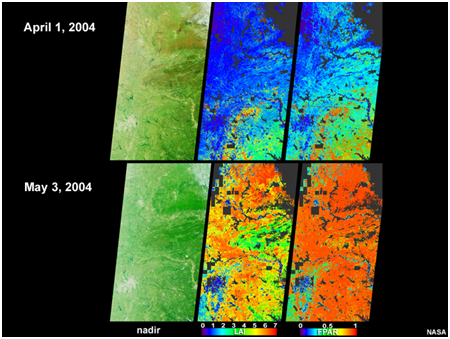 April 1, 2004
May 3, 2004
nadir
0 1 2 3 4 5 6 7
LAI
0 0.5 1
FPAR
NASA